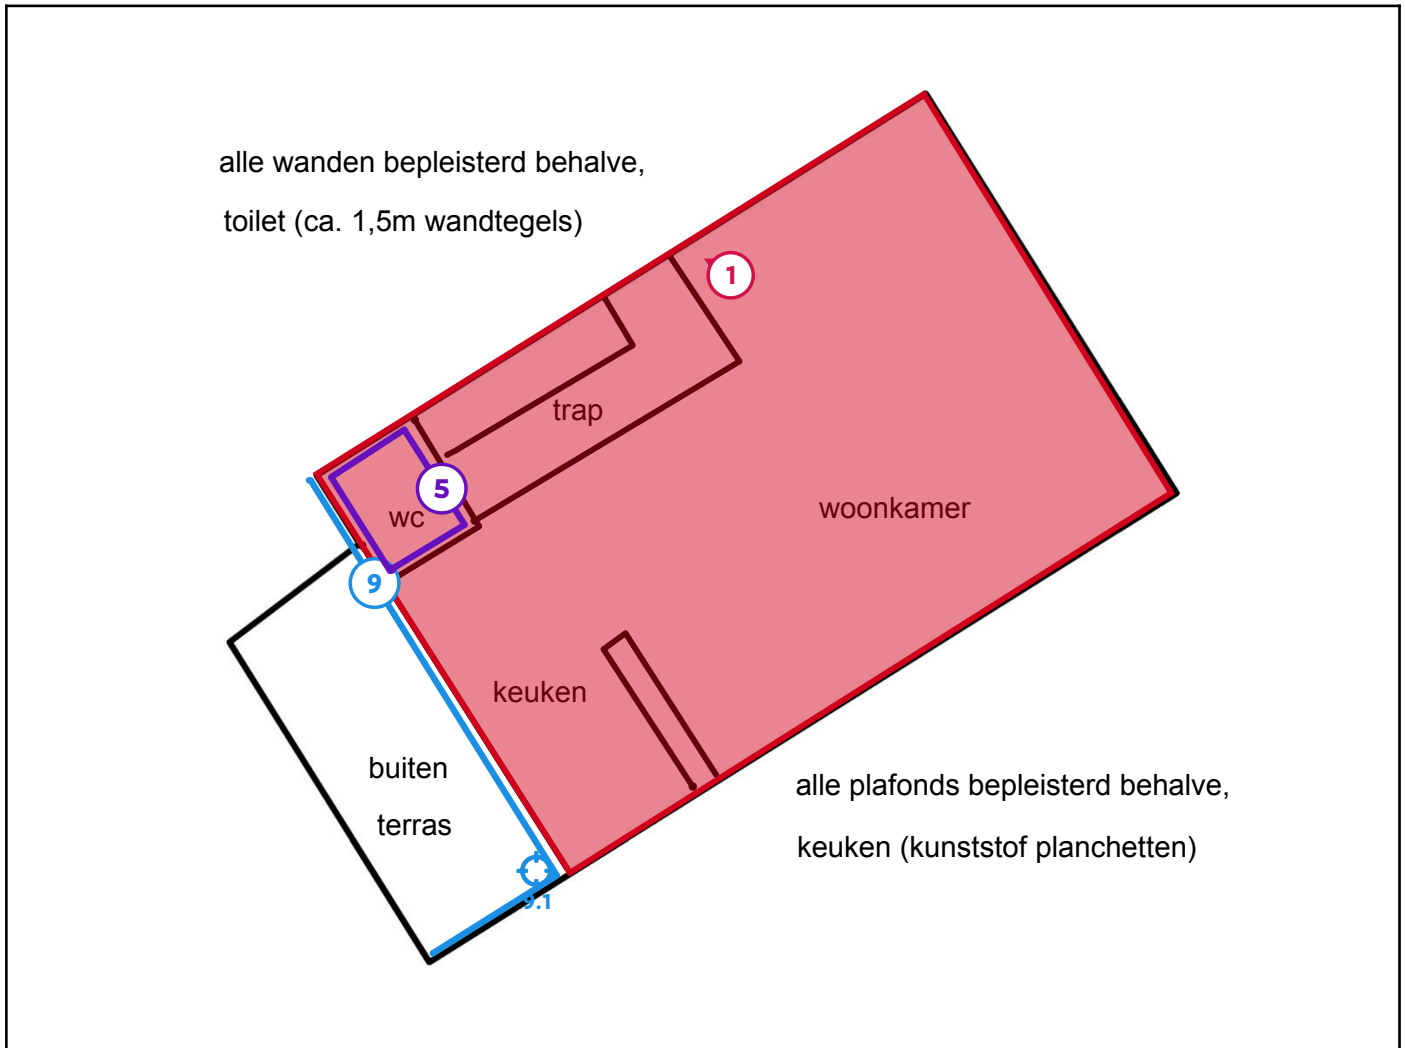 alle wanden bepleisterd behalve,
toilet (ca. 1,5m wandtegels)
1
trap
5
wc
woonkamer
9
keuken
buiten
terras
alle plafonds bepleisterd behalve,
keuken (kunststof planchetten)
9.1